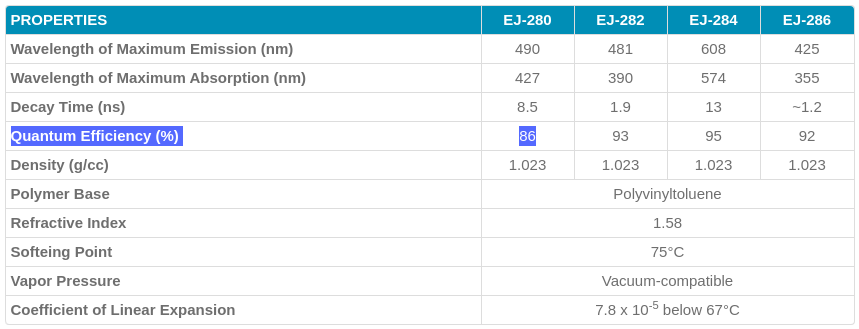 PROPERTIES EJ-280 EJ-282 EJ-284 EJ-286
Wavelength of Maximum Emission (nm) 490 481 608 425
Wavelength of Maximum Absorption (nm) 427 390 574 355
Decay Time (ns) 8.5 1.9 13 ~1.2
Quantum Efficiency (%) 86 93 95 92
Density (g/cc) 1.023 1.023 1.023 1.023
Polymer Base Polyvinyltoluene
Refractive Index 1.58
Softeing Point 75°C
Vapor Pressure Vacuum-compatible
Coefficient of Linear Expansion 7.8 x 10⁻⁵ below 67°C